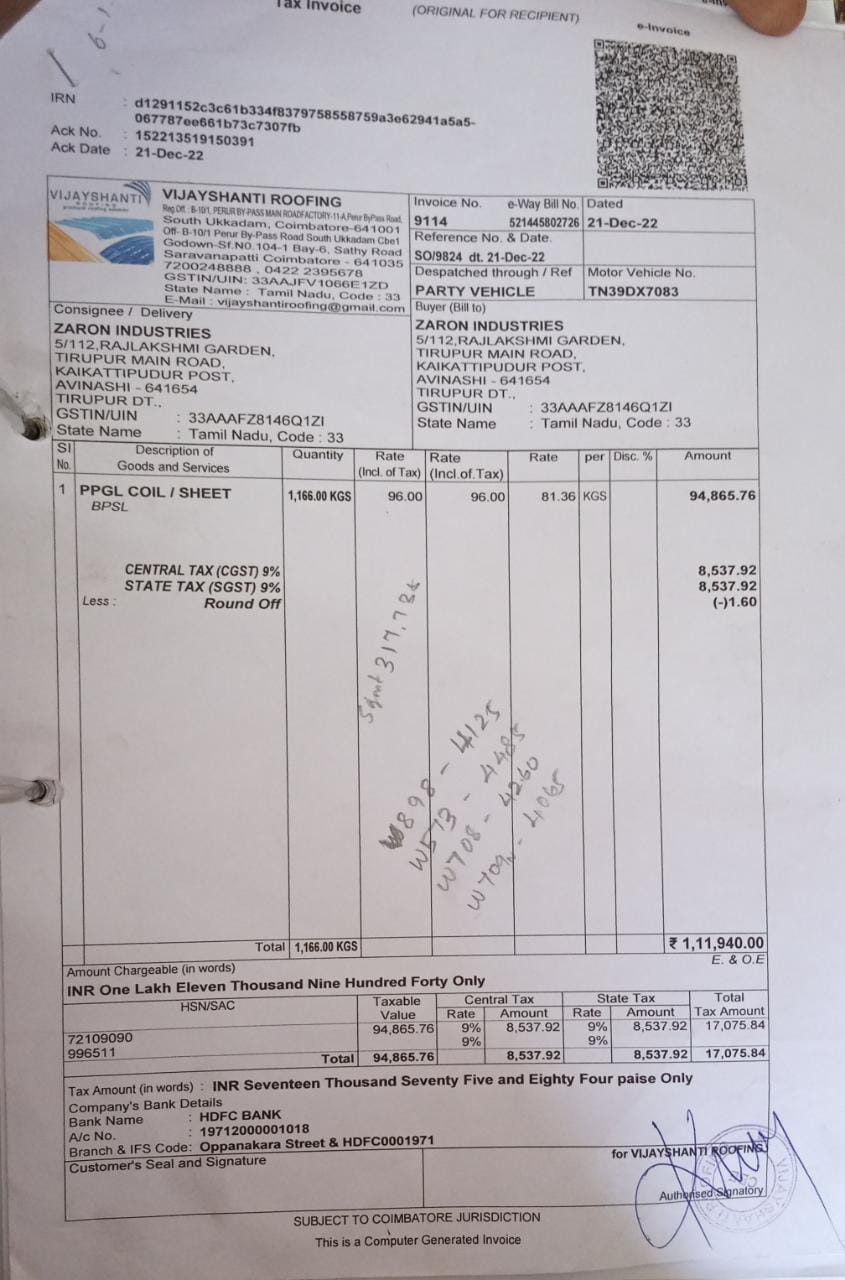 Tax Invoice
(ORIGINAL FOR RECIPIENT)
e-Invoice
6-1
IRN : d1291152c3c61b334f8379758558759a3e62941a5a5-
067787ee661b73c7307fb
Ack No. : 152213519150391
Ack Date : 21-Dec-22
VIJAYSHANTI
ROOFING
VIJAYSHANTI ROOFING
Reg.Off. : B-10/1, PERUR BY-PASS MAIN ROADFACTORY-11-A,Perur ByPass Road,
South Ukkadam, Coimbatore-641001
Off- B-10/1 Perur By-Pass Road South Ukkadam Cbe1
Godown-Sf.N0.104-1 Bay-6, Sathy Road
Saravanapatti Coimbatore - 641035
7200248888 , 0422 2395678
GSTIN/UIN: 33AAJFV1066E1ZD
State Name : Tamil Nadu, Code : 33
E-Mail : vijayshantiroofing@gmail.com
Invoice No. e-Way Bill No. Dated
9114 521445802726 21-Dec-22
Reference No. & Date.
SO/9824 dt. 21-Dec-22
Despatched through / Ref Motor Vehicle No.
PARTY VEHICLE TN39DX7083
Consignee / Delivery
ZARON INDUSTRIES
5/112,RAJLAKSHMI GARDEN,
TIRUPUR MAIN ROAD,
KAIKATTIPUDUR POST,
AVINASHI - 641654
TIRUPUR DT.,
GSTIN/UIN : 33AAAFZ8146Q1ZI
State Name : Tamil Nadu, Code : 33
Buyer (Bill to)
ZARON INDUSTRIES
5/112,RAJLAKSHMI GARDEN,
TIRUPUR MAIN ROAD,
KAIKATTIPUDUR POST,
AVINASHI - 641654
TIRUPUR DT.,
GSTIN/UIN : 33AAAFZ8146Q1ZI
State Name : Tamil Nadu, Code : 33
Sl No. Description of Goods and Services Quantity Rate (Incl. of Tax) Rate (Incl.of.Tax) Rate per Disc. % Amount
1 PPGL COIL / SHEET 1,166.00 KGS 96.00 96.00 81.36 KGS 94,865.76
BPSL
CENTRAL TAX (CGST) 9% 8,537.92
STATE TAX (SGST) 9% 8,537.92
Less : Round Off (-)1.60
Sqmt 317.784
W898 - 4125
W573 - 4485
W708 - 4260
W709 - 4065
Total 1,166.00 KGS ₹ 1,11,940.00
E. & O.E
Amount Chargeable (in words)
INR One Lakh Eleven Thousand Nine Hundred Forty Only
HSN/SAC Taxable Value Central Tax State Tax Total Tax Amount
Rate Amount Rate Amount
72109090 94,865.76 9% 8,537.92 9% 8,537.92 17,075.84
996511 9% 9%
Total 94,865.76 8,537.92 8,537.92 17,075.84
Tax Amount (in words) : INR Seventeen Thousand Seventy Five and Eighty Four paise Only
Company's Bank Details
Bank Name : HDFC BANK
A/c No. : 19712000001018
Branch & IFS Code: Oppanakara Street & HDFC0001971
Customer's Seal and Signature
for VIJAYSHANTI ROOFING
Authorised Signatory
SUBJECT TO COIMBATORE JURISDICTION
This is a Computer Generated Invoice